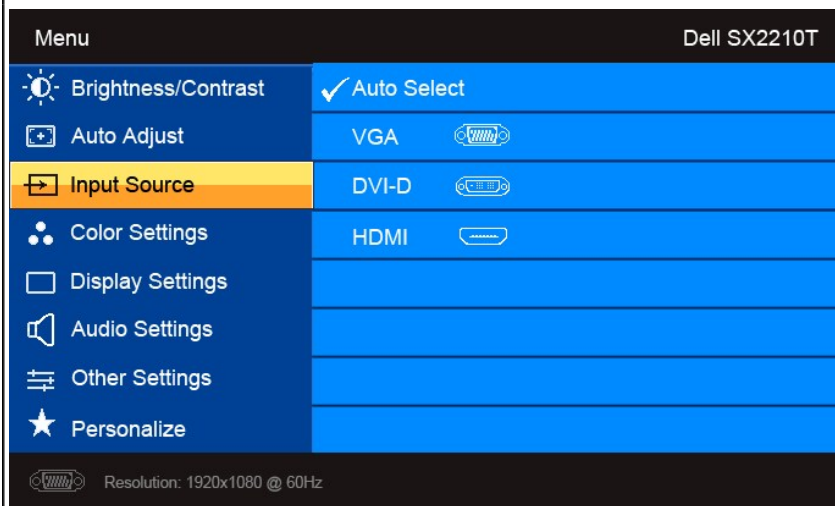 Menu Dell SX2210T
Brightness/Contrast Auto Select
Auto Adjust VGA
Input Source DVI-D
Color Settings HDMI
Display Settings
Audio Settings
Other Settings
Personalize
Resolution: 1920x1080 @ 60Hz